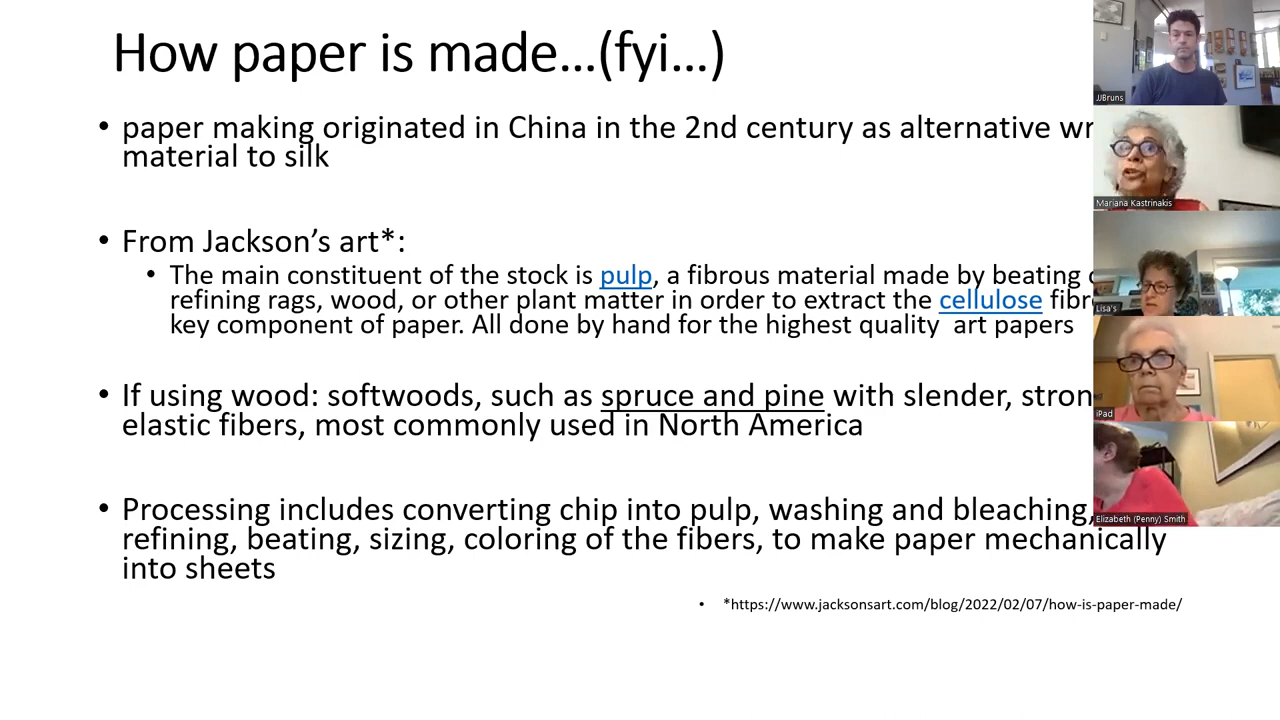 How paper is made...(fyi...)
• paper making originated in China in the 2nd century as alternative
material to silk
• From Jackson's art*:
• The main constituent of the stock is pulp, a fibrous material made by beating
refining rags, wood, or other plant matter in order to extract the cellulose
key component of paper. All done by hand for the highest quality art papers
• If using wood: softwoods, such as spruce and pine with slender,
elastic fibers, most commonly used in North America
• Processing includes converting chip into pulp, washing and bleaching,
refining, beating, sizing, coloring of the fibers, to make paper mechanically
into sheets
• *https://www.jacksonsart.com/blog/2022/02/07/how-is-paper-made/
JJBruns
Mariana Kastrinakis
Lisa's
iPad
Elizabeth (Penny) Smith